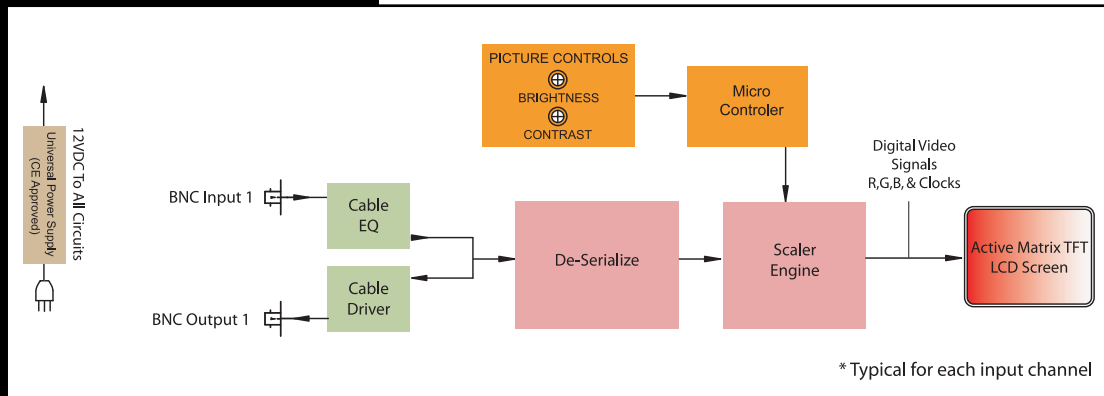 12VDC To All Circuits
Universal Power Supply
(CE Approved)
PICTURE CONTROLS
BRIGHTNESS
CONTRAST
Micro
Controler
Digital Video
Signals
R,G,B, & Clocks
BNC Input 1
Cable
EQ
De-Serialize
Scaler
Engine
Active Matrix TFT
LCD Screen
Cable
Driver
BNC Output 1
* Typical for each input channel